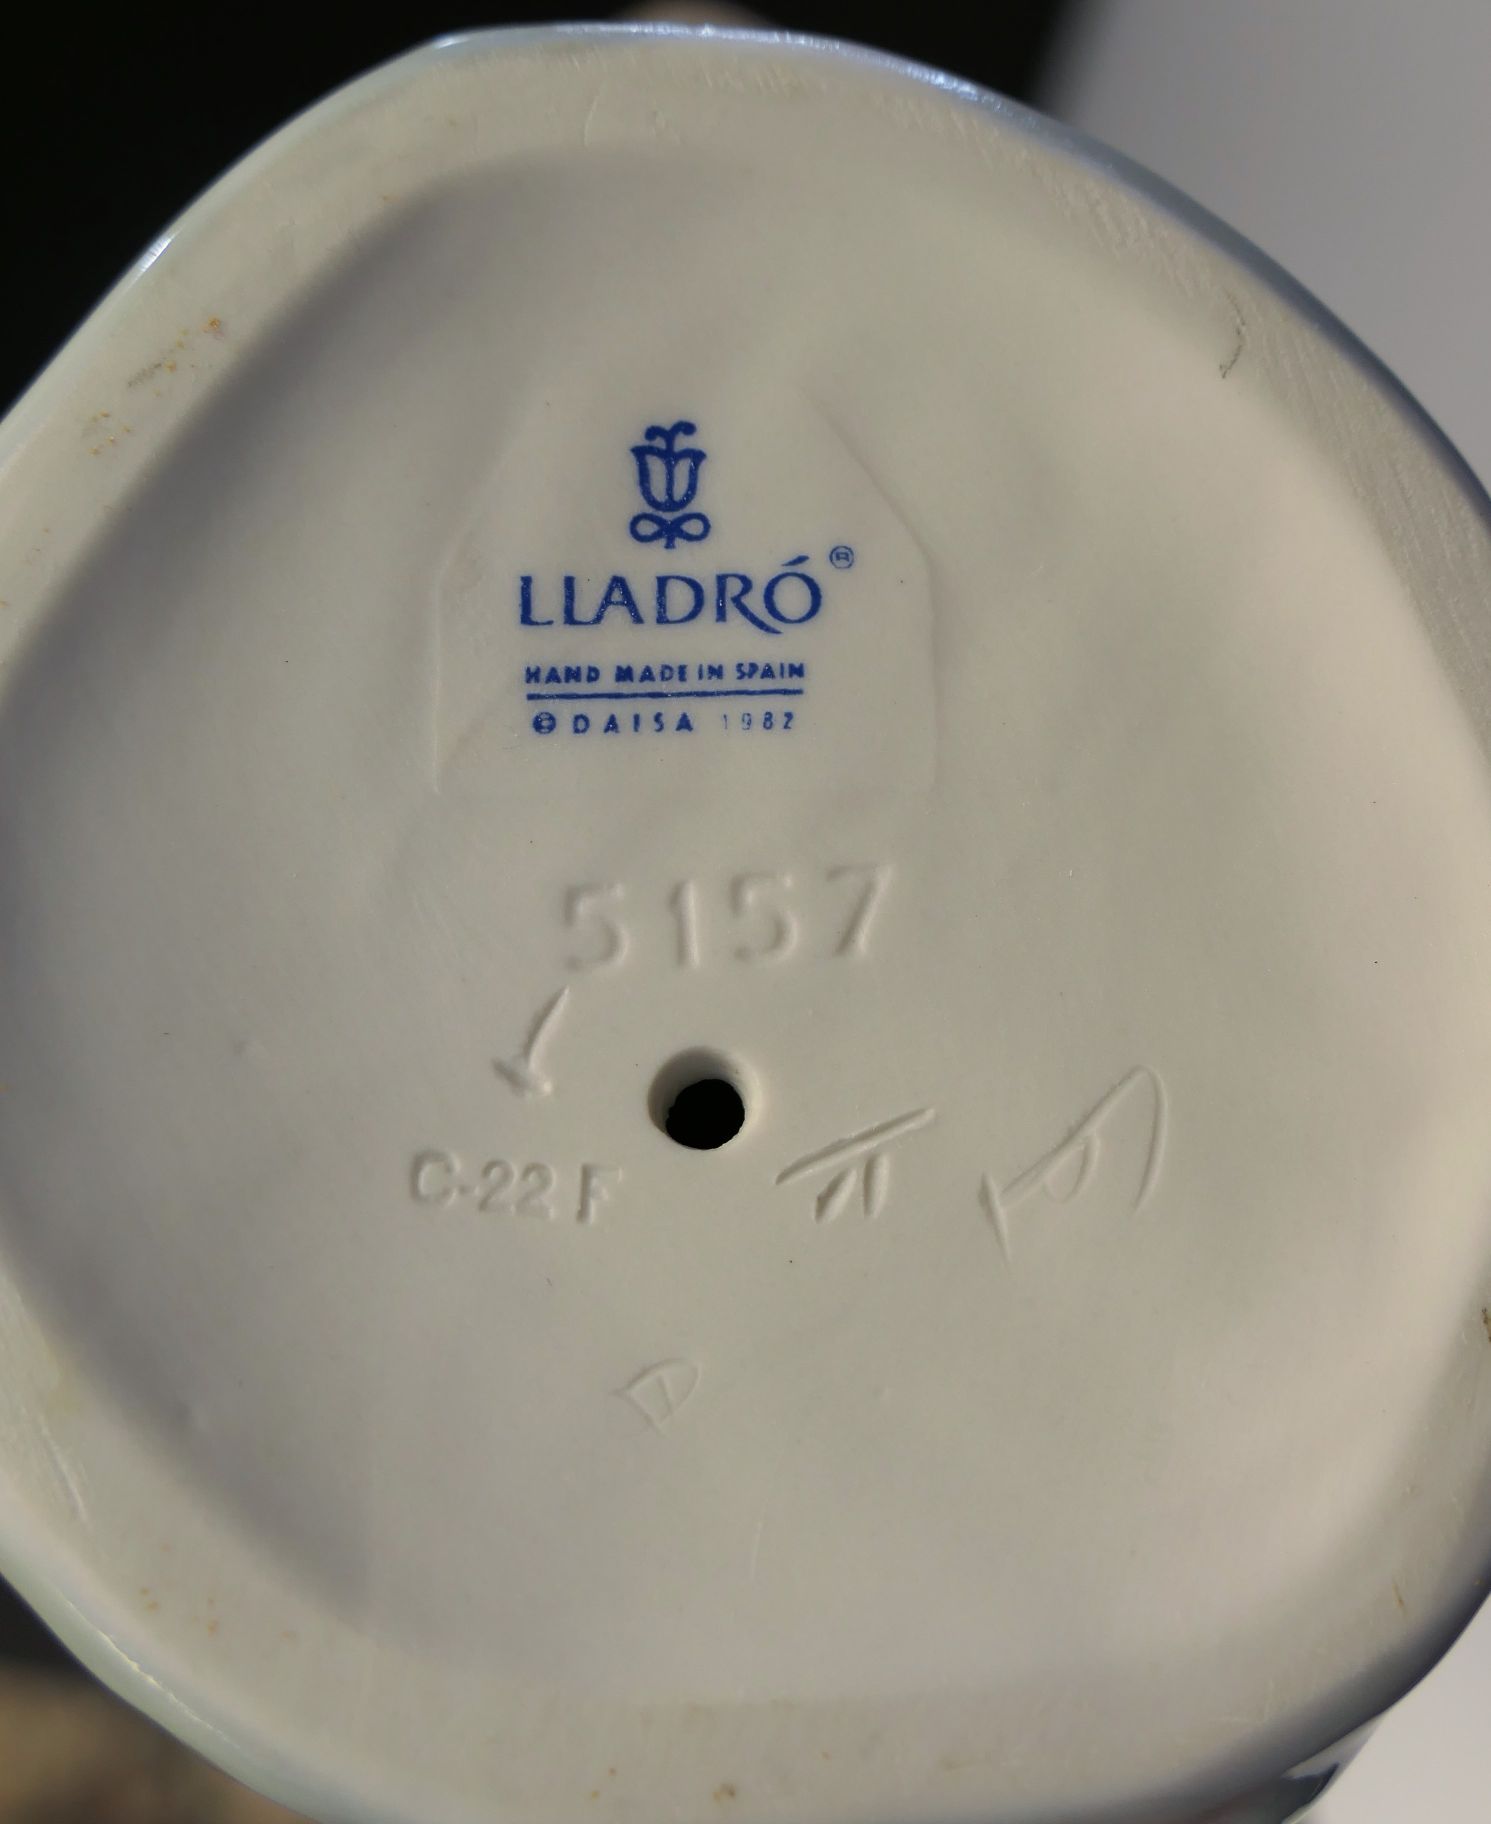 LLADRÓ®
HAND MADE IN SPAIN
© DAISA 1982
5157
C-22 F